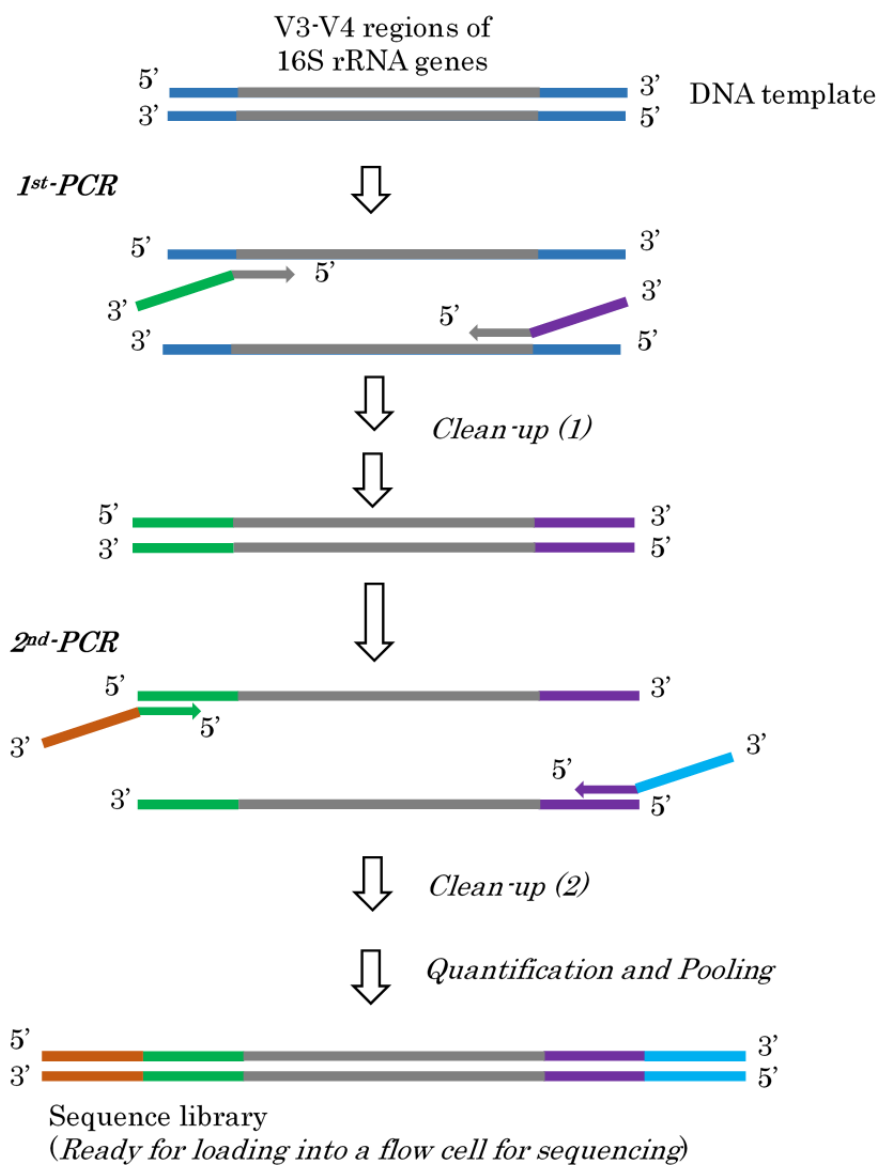 V3-V4 regions of
16S rRNA genes
5’ 3’
DNA template
3’ 5’
1st-PCR
5’ 3’
5’ 3’
3’ 5’
3’ 5’
Clean-up (1)
5’ 3’
3’ 5’
2nd-PCR
5’ 3’
5’
3’ 3’
5’
3’ 5’
Clean-up (2)
Quantification and Pooling
5’ 3’
3’ 5’
Sequence library
(Ready for loading into a flow cell for sequencing)